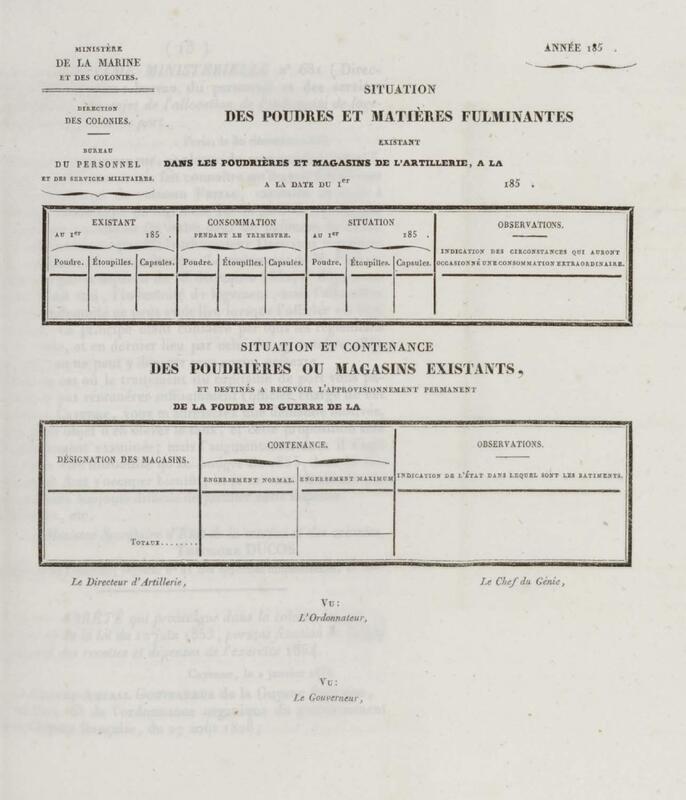 MINISTÈRE
DE LA MARINE
ET DES COLONIES.
DIRECTION
DES COLONIES.
BUREAU
DU PERSONNEL
ET DES SERVICES MILITAIRES.
ANNÉE 185 .
SITUATION
DES POUDRES ET MATIÈRES FULMINANTES
EXISTANT
DANS LES POUDRIÈRES ET MAGASINS DE L'ARTILLERIE, A LA
A LA DATE DU 1er 185 .
EXISTANT
AU 1er 185 .
CONSOMMATION
PENDANT LE TRIMESTRE.
SITUATION
AU 1er 185 .
OBSERVATIONS.
INDICATION DES CIRCONSTANCES QUI AURONT
OCCASIONNÉ UNE CONSOMMATION EXTRAORDINAIRE.
Poudre. Étoupilles. Capsules. Poudre. Étoupilles. Capsules. Poudre. Étoupilles. Capsules.
SITUATION ET CONTENANCE
DES POUDRIÈRES OU MAGASINS EXISTANTS,
ET DESTINÉS A RECEVOIR L'APPROVISIONNEMENT PERMANENT
DE LA POUDRE DE GUERRE DE LA
DÉSIGNATION DES MAGASINS.
CONTENANCE.
ENGERBEMENT NORMAL. ENGERBEMENT MAXIMUM
OBSERVATIONS.
INDICATION DE L'ÉTAT DANS LEQUEL SONT LES BATIMENTS.
TOTAUX........
Le Directeur d'Artillerie, Le Chef du Génie,
VU:
L'Ordonnateur,
VU:
Le Gouverneur,